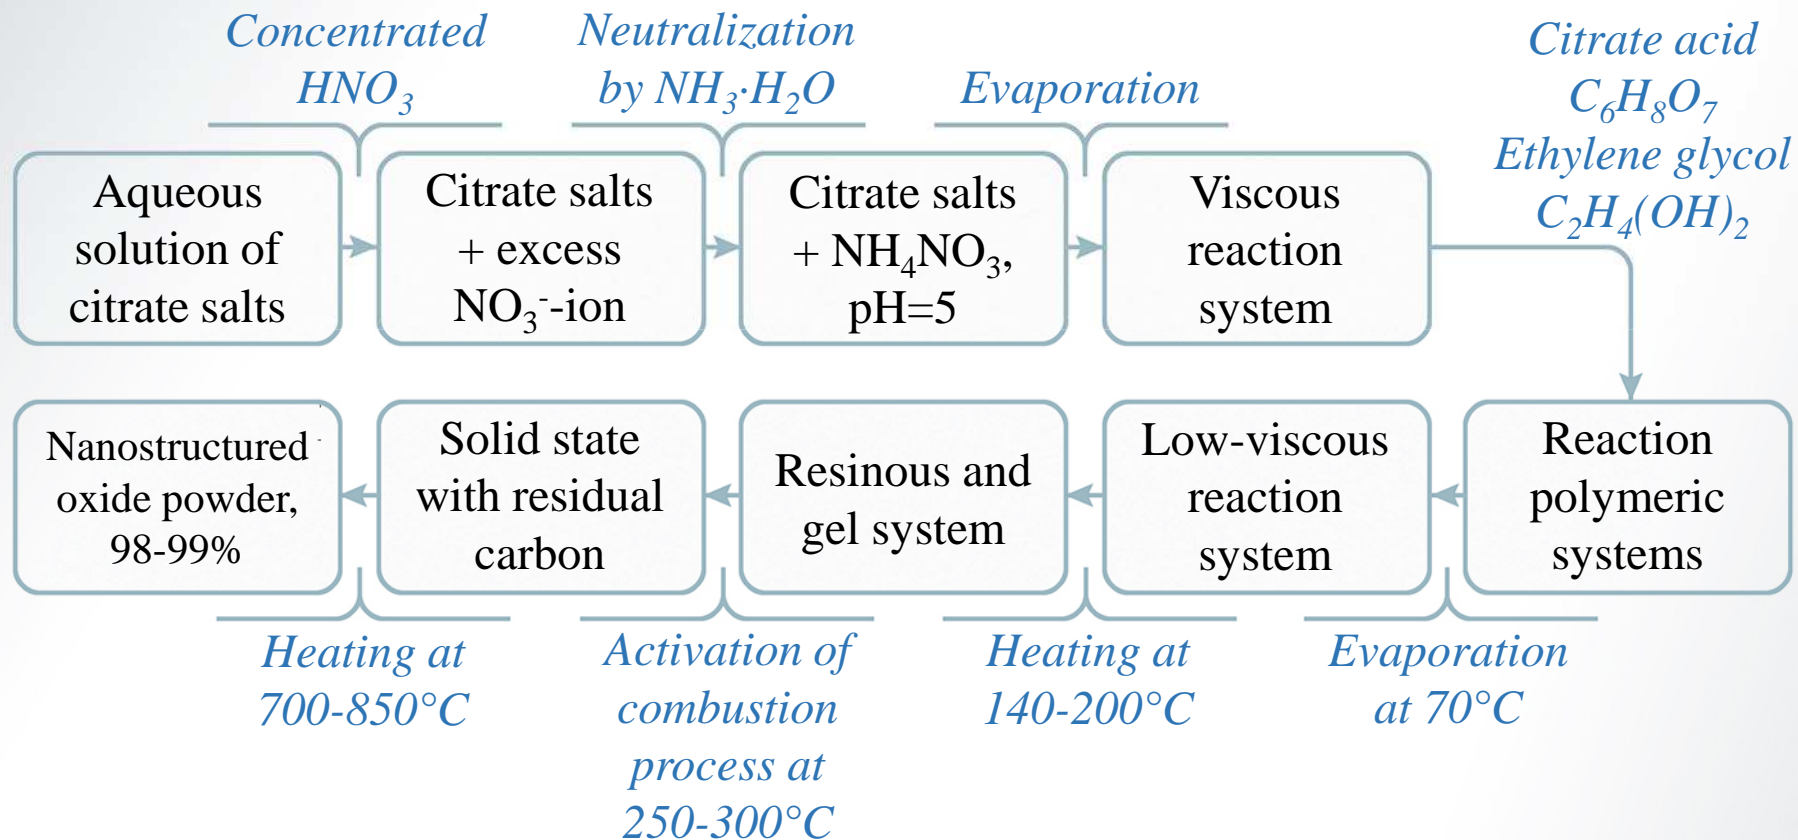 Concentrated
HNO₃
Neutralization
by NH₃·H₂O
Evaporation
Citrate acid
C₆H₈O₇
Ethylene glycol
C₂H₄(OH)₂
Aqueous
solution of
citrate salts
Citrate salts
+ excess
NO₃⁻-ion
Citrate salts
+ NH₄NO₃,
pH=5
Viscous
reaction
system
Nanostructured
oxide powder,
98-99%
Solid state
with residual
carbon
Resinous and
gel system
Low-viscous
reaction
system
Reaction
polymeric
systems
Heating at
700-850°C
Activation of
combustion
process at
250-300°C
Heating at
140-200°C
Evaporation
at 70°C